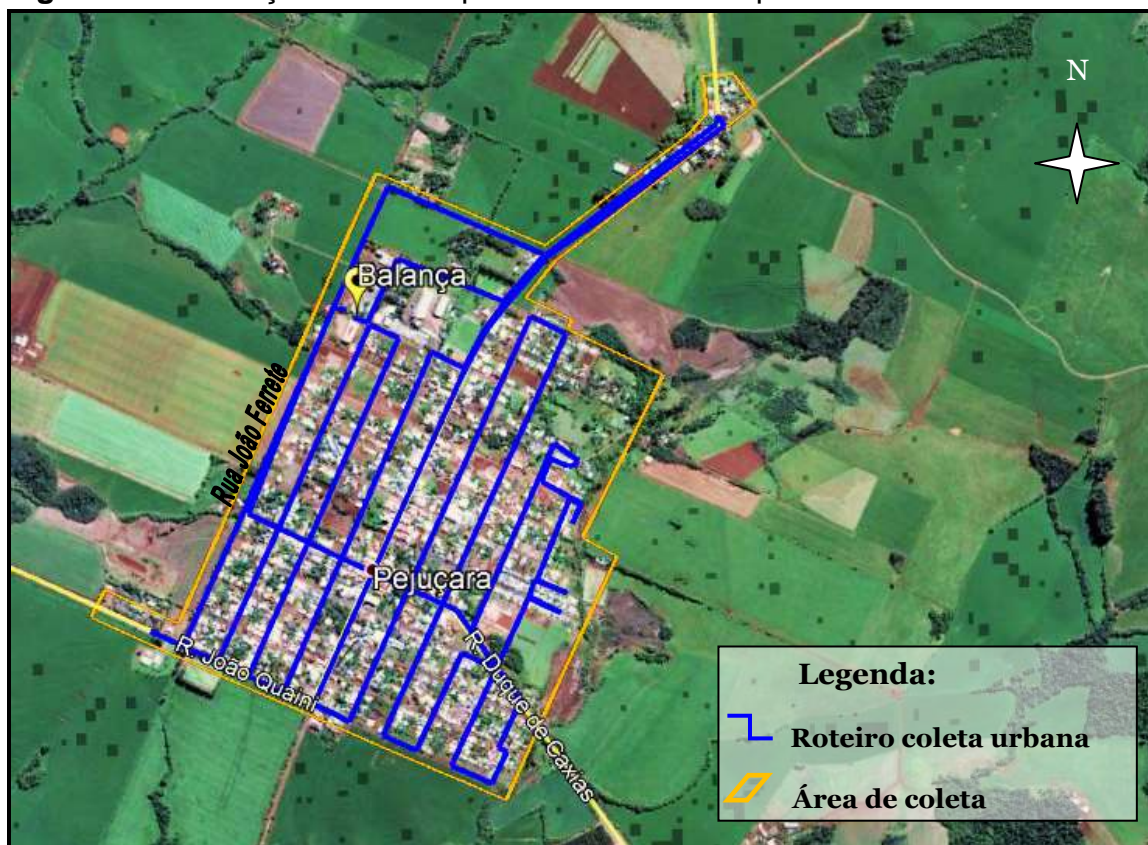 N
Balança
Rua João Ferrete
Pejuçara
R. João Quaini
R. Duque de Caxias
Legenda:
Roteiro coleta urbana
Área de coleta